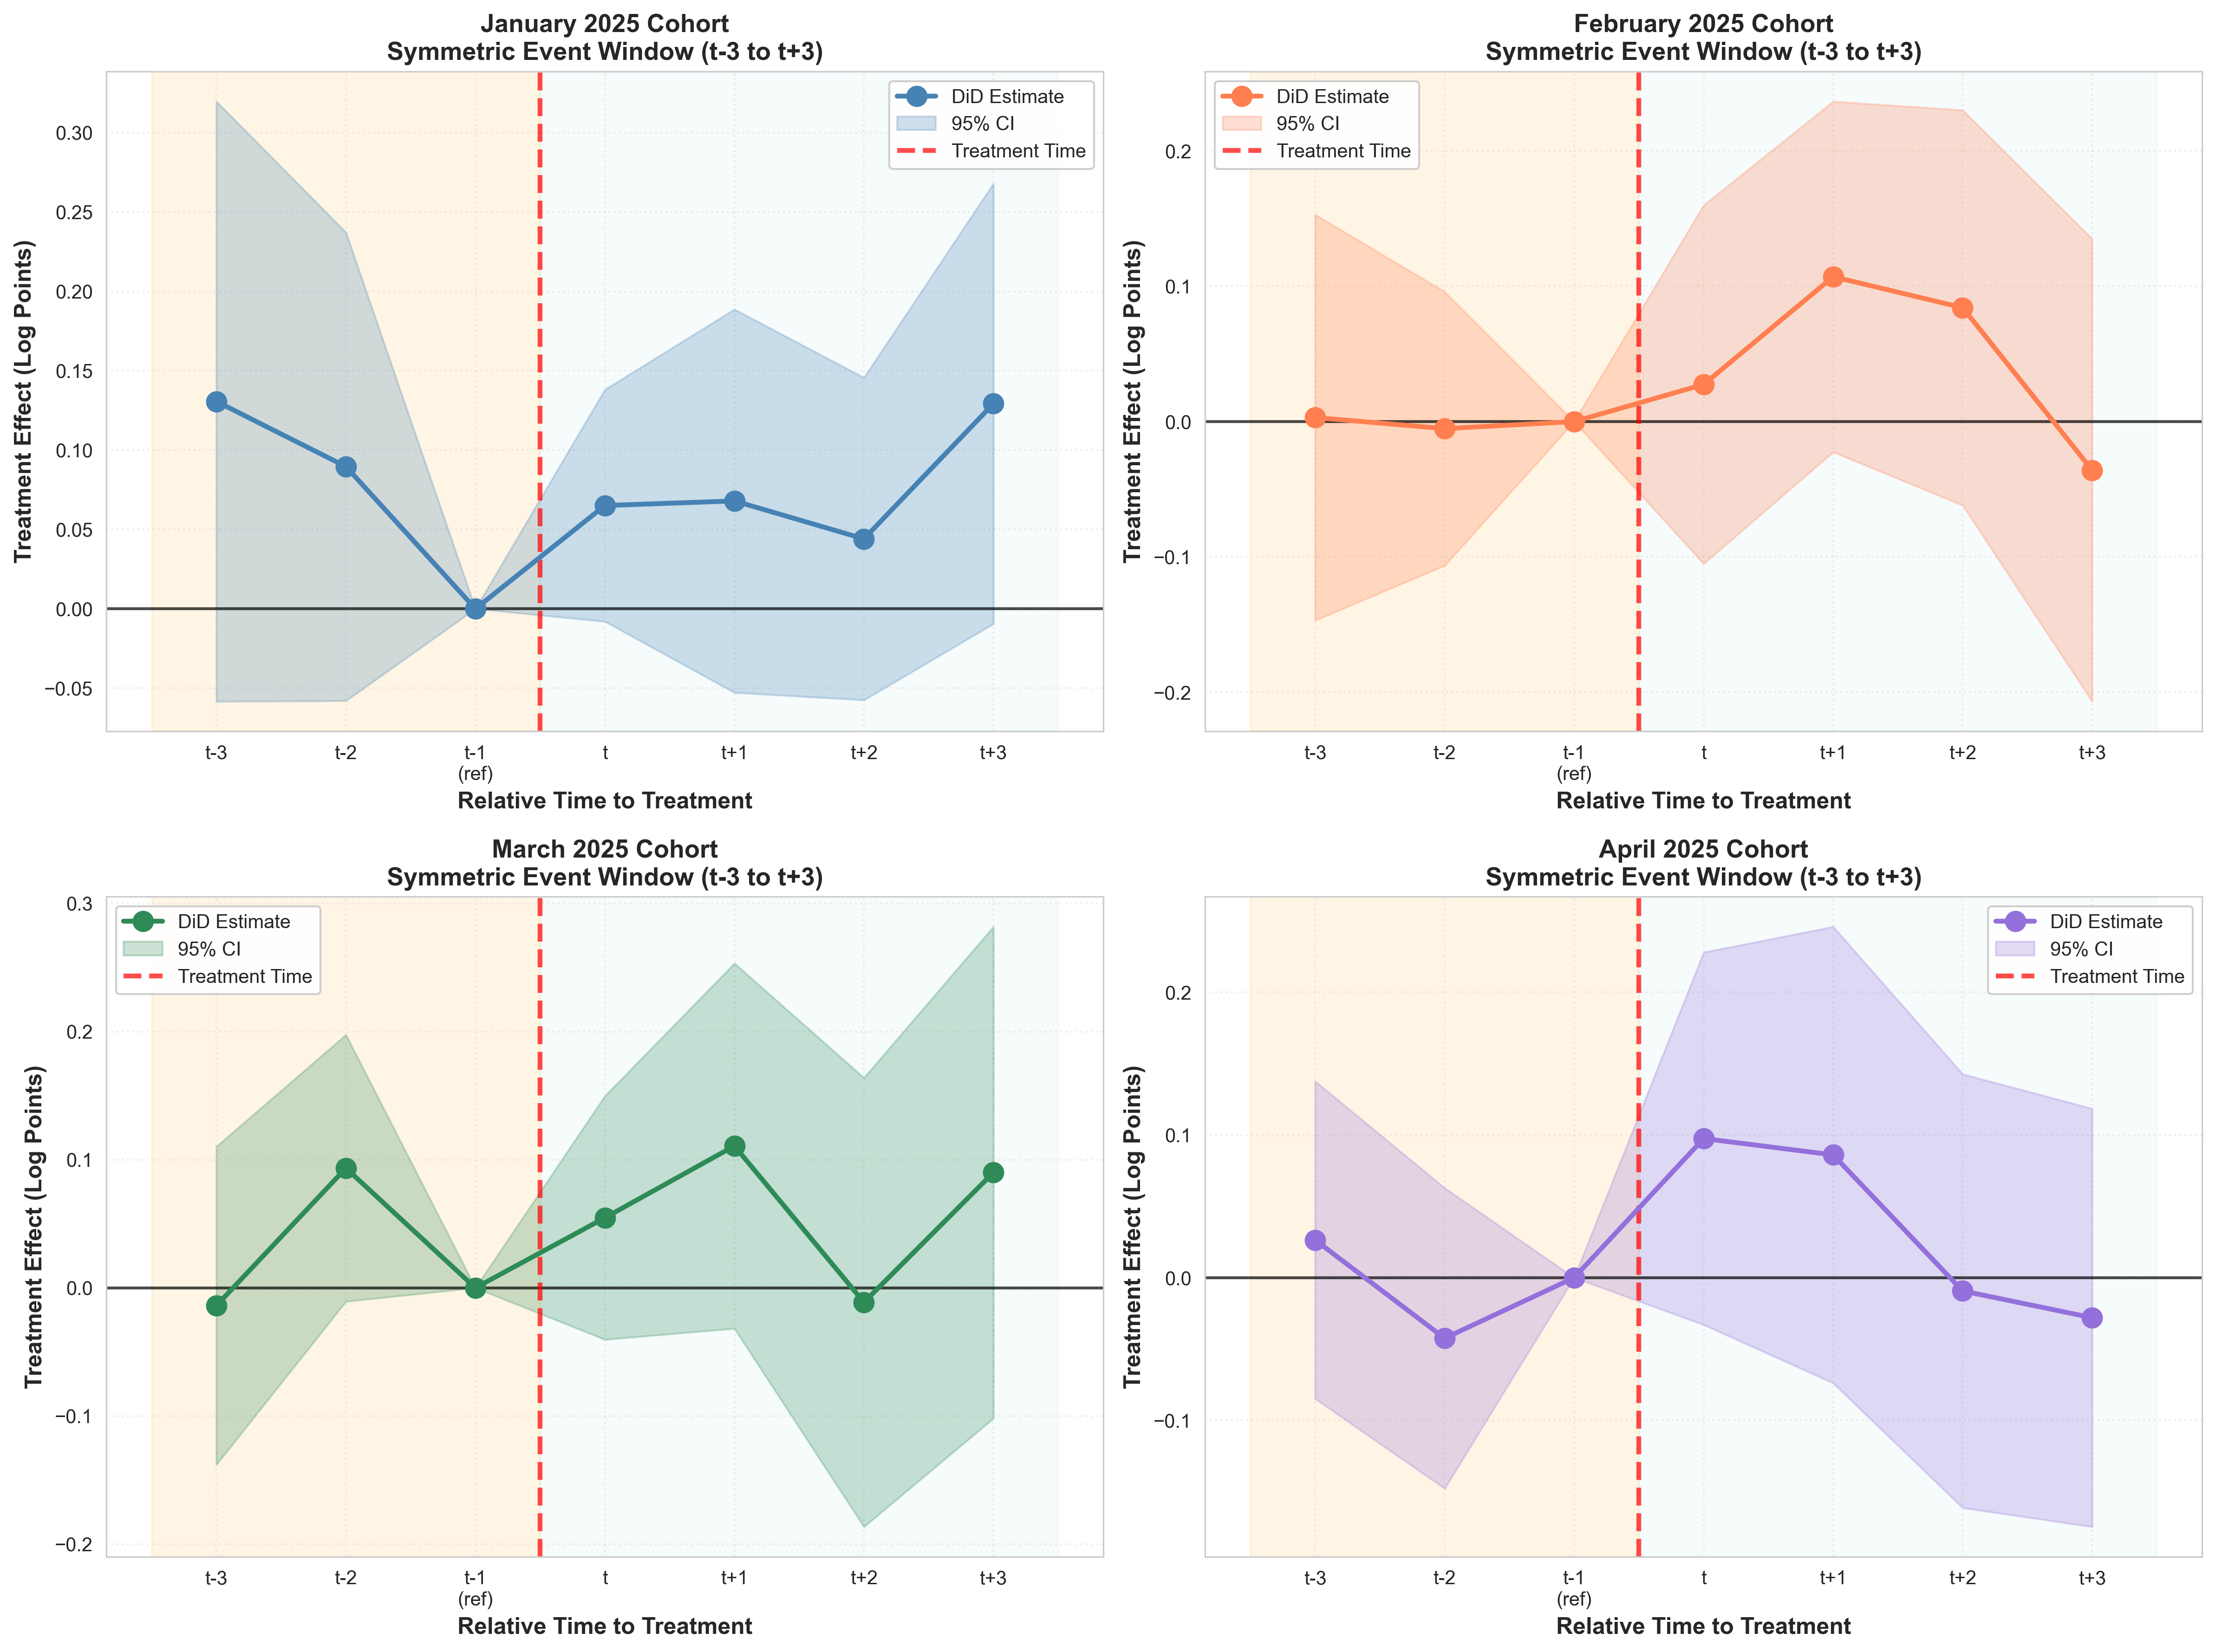 January 2025 Cohort
Symmetric Event Window (t-3 to t+3)
Treatment Effect (Log Points)
0.30
0.25
0.20
0.15
0.10
0.05
0.00
−0.05
DiD Estimate
95% CI
Treatment Time
t-3
t-2
t-1
(ref)
t
t+1
t+2
t+3
Relative Time to Treatment
February 2025 Cohort
Symmetric Event Window (t-3 to t+3)
Treatment Effect (Log Points)
0.2
0.1
0.0
−0.1
−0.2
DiD Estimate
95% CI
Treatment Time
t-3
t-2
t-1
(ref)
t
t+1
t+2
t+3
Relative Time to Treatment
March 2025 Cohort
Symmetric Event Window (t-3 to t+3)
Treatment Effect (Log Points)
0.3
0.2
0.1
0.0
−0.1
−0.2
DiD Estimate
95% CI
Treatment Time
t-3
t-2
t-1
(ref)
t
t+1
t+2
t+3
Relative Time to Treatment
April 2025 Cohort
Symmetric Event Window (t-3 to t+3)
Treatment Effect (Log Points)
0.2
0.1
0.0
−0.1
DiD Estimate
95% CI
Treatment Time
t-3
t-2
t-1
(ref)
t
t+1
t+2
t+3
Relative Time to Treatment